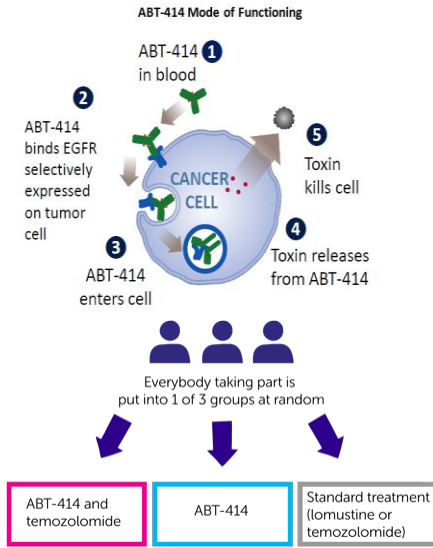 ABT-414 Mode of Functioning
1
ABT-414
in blood
2
ABT-414
binds EGFR
selectively
expressed
on tumor
cell
CANCER
CELL
5
Toxin
kills cell
3
ABT-414
enters cell
4
Toxin releases
from ABT-414
Everybody taking part is
put into 1 of 3 groups at random
ABT-414 and
temozolomide
ABT-414
Standard treatment
(lomustine or
temozolomide)